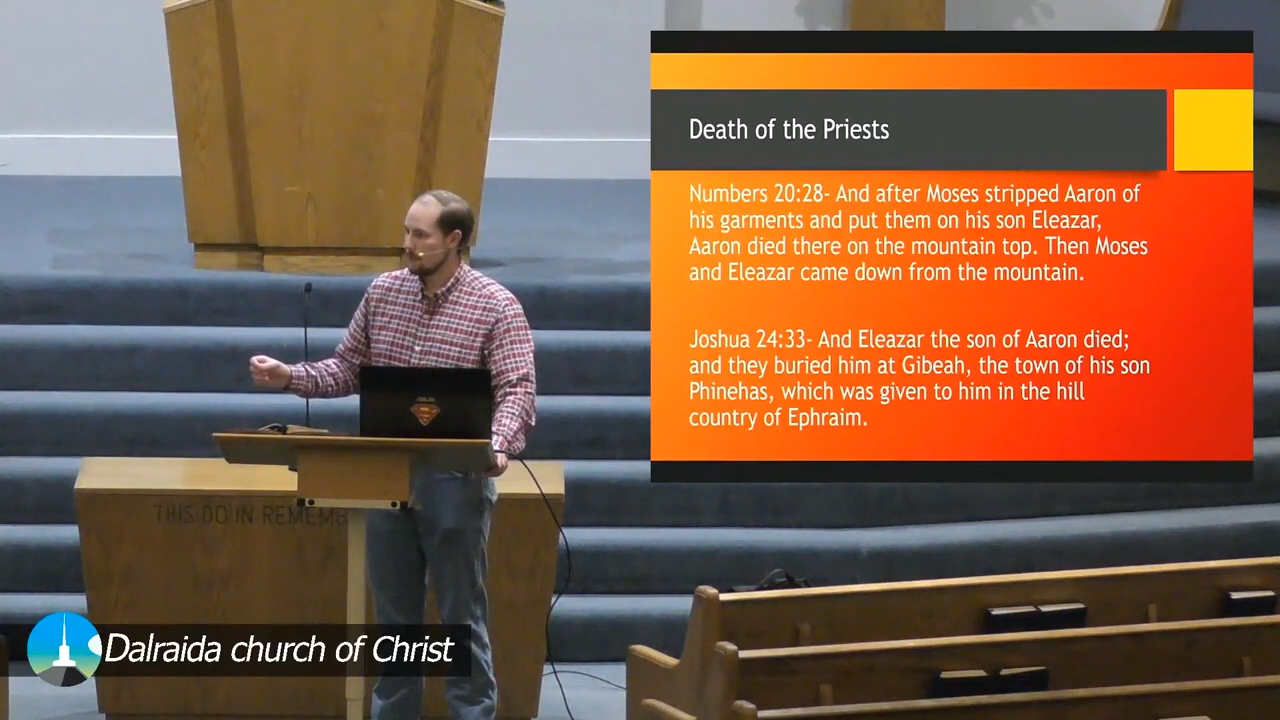 Death of the Priests
Numbers 20:28- And after Moses stripped Aaron of
his garments and put them on his son Eleazar,
Aaron died there on the mountain top. Then Moses
and Eleazar came down from the mountain.
Joshua 24:33- And Eleazar the son of Aaron died;
and they buried him at Gibeah, the town of his son
Phinehas, which was given to him in the hill
country of Ephraim.
THIS DO IN REMEMB
Dalraida church of Christ